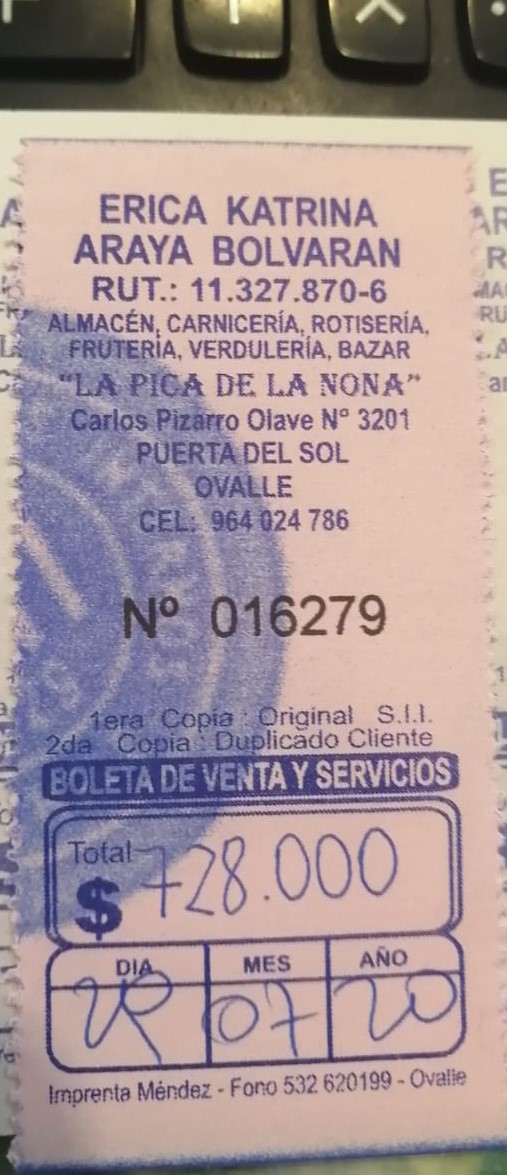 ERICA KATRINA
ARAYA BOLVARAN
RUT.: 11.327.870-6
ALMACÉN, CARNICERÍA, ROTISERÍA,
FRUTERÍA, VERDULERÍA, BAZAR
"LA PICA DE LA NONA"
Carlos Pizarro Olave Nº 3201
PUERTA DEL SOL
OVALLE
CEL: 964 024 786
Nº 016279
1era Copia : Original S.I.I.
2da Copia : Duplicado Cliente
BOLETA DE VENTA Y SERVICIOS
Total
$ 728.000
DIA MES AÑO
07 20
Imprenta Méndez - Fono 532 620199 - Ovalle